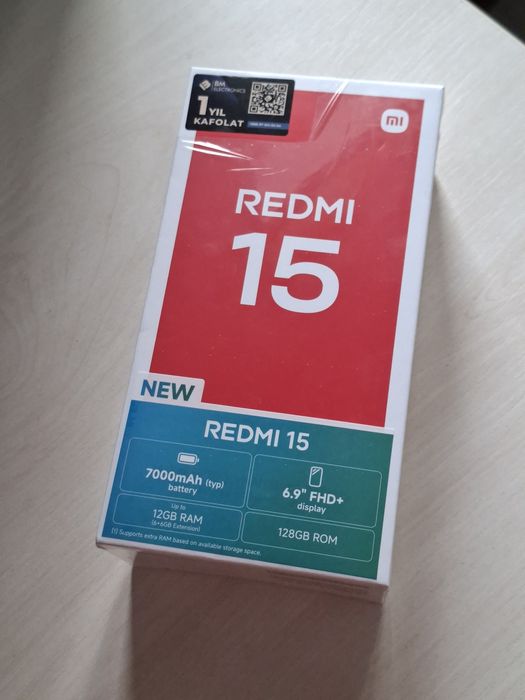 BM
ELECTRONICS
1 YIL
KAFOLAT
mi
REDMI
15
NEW
REDMI 15
7000mAh (typ)
battery
6.9" FHD+
display
Up to
12GB RAM
(6+6GB Extension)
128GB ROM
[1] Supports extra RAM based on available storage space.